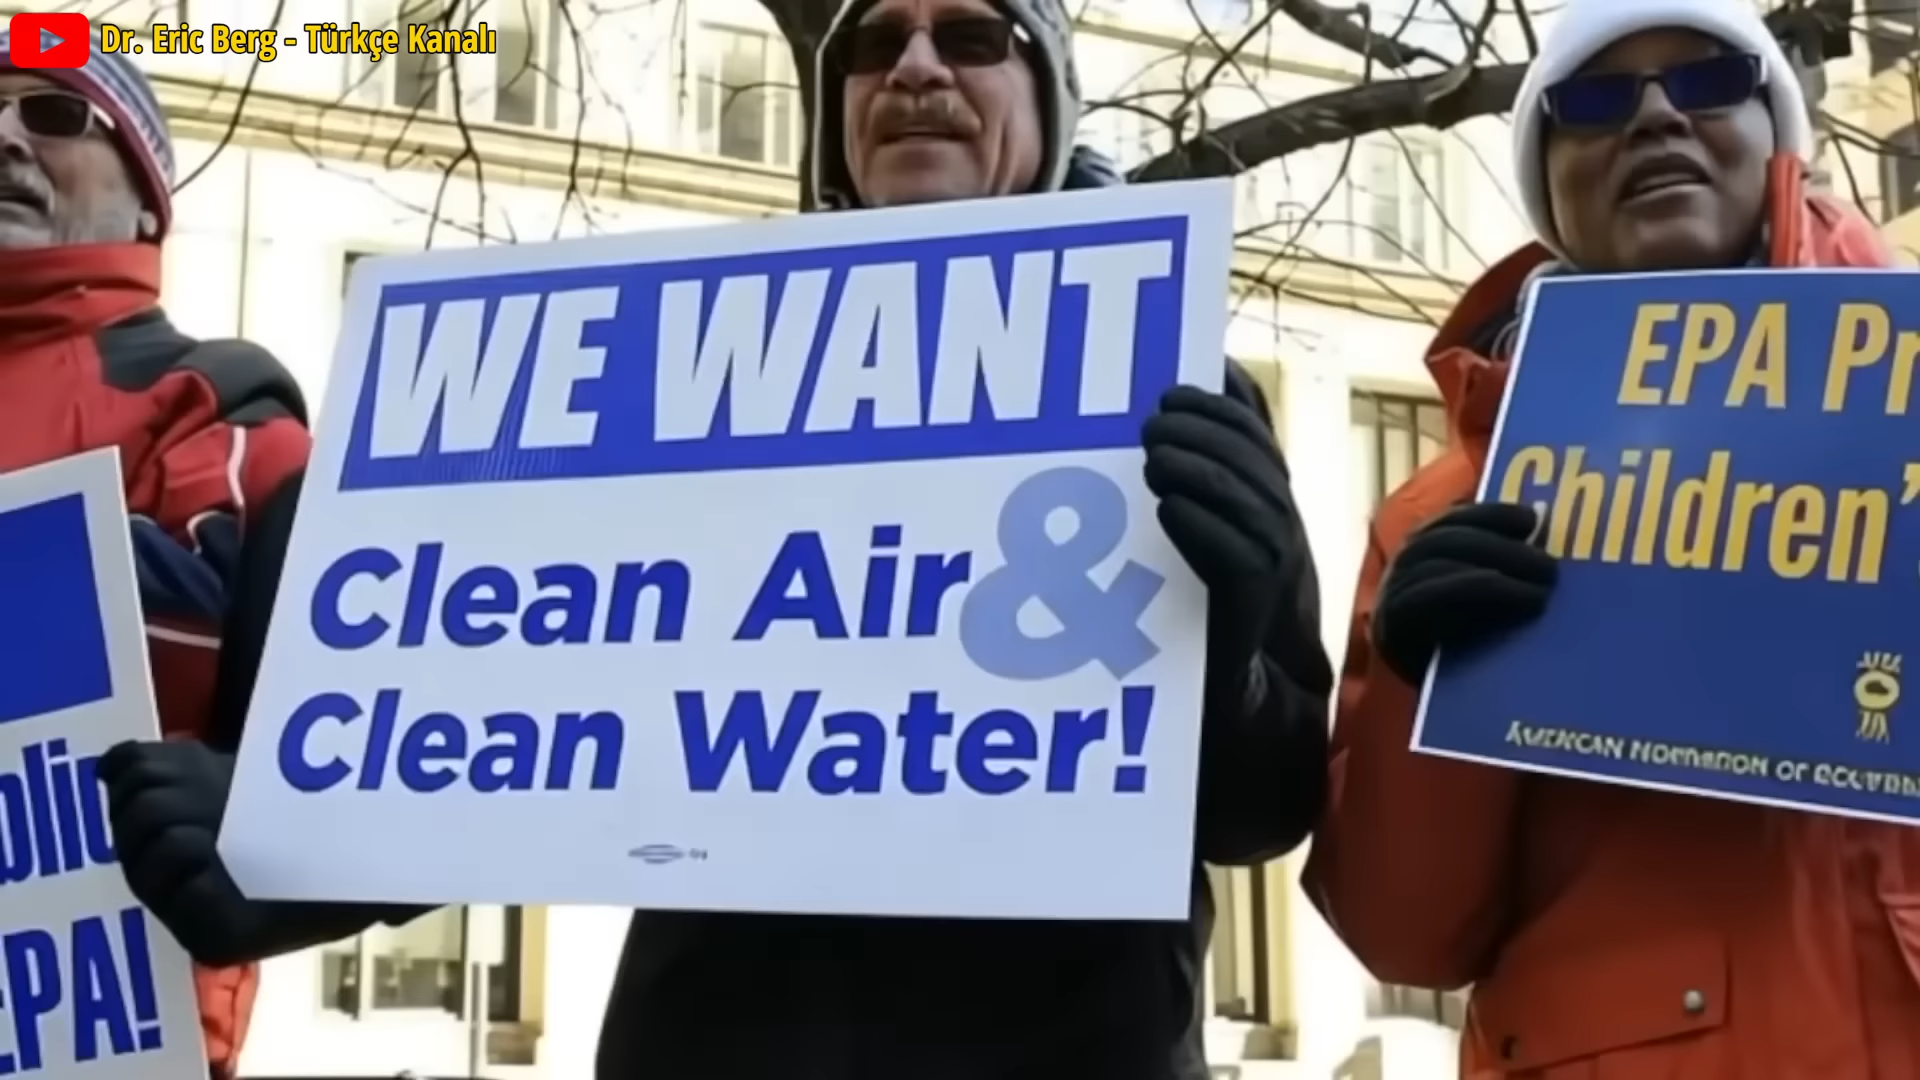 Dr. Eric Berg - Türkçe Kanalı
WE WANT
Clean Air &
Clean Water!
EPA Pr
Children'
EPA!